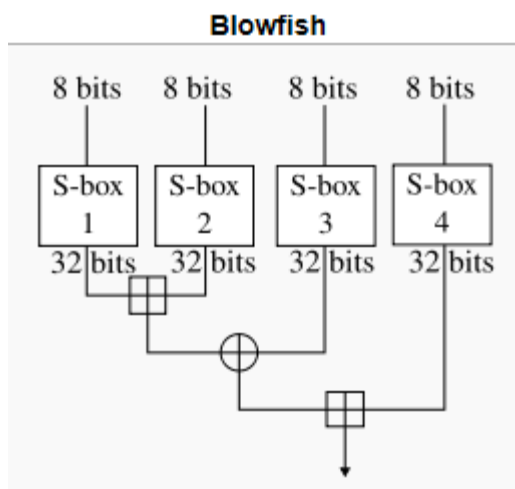 Blowfish
8 bits 8 bits 8 bits 8 bits
S-box S-box S-box S-box
1 2 3 4
32 bits 32 bits 32 bits 32 bits